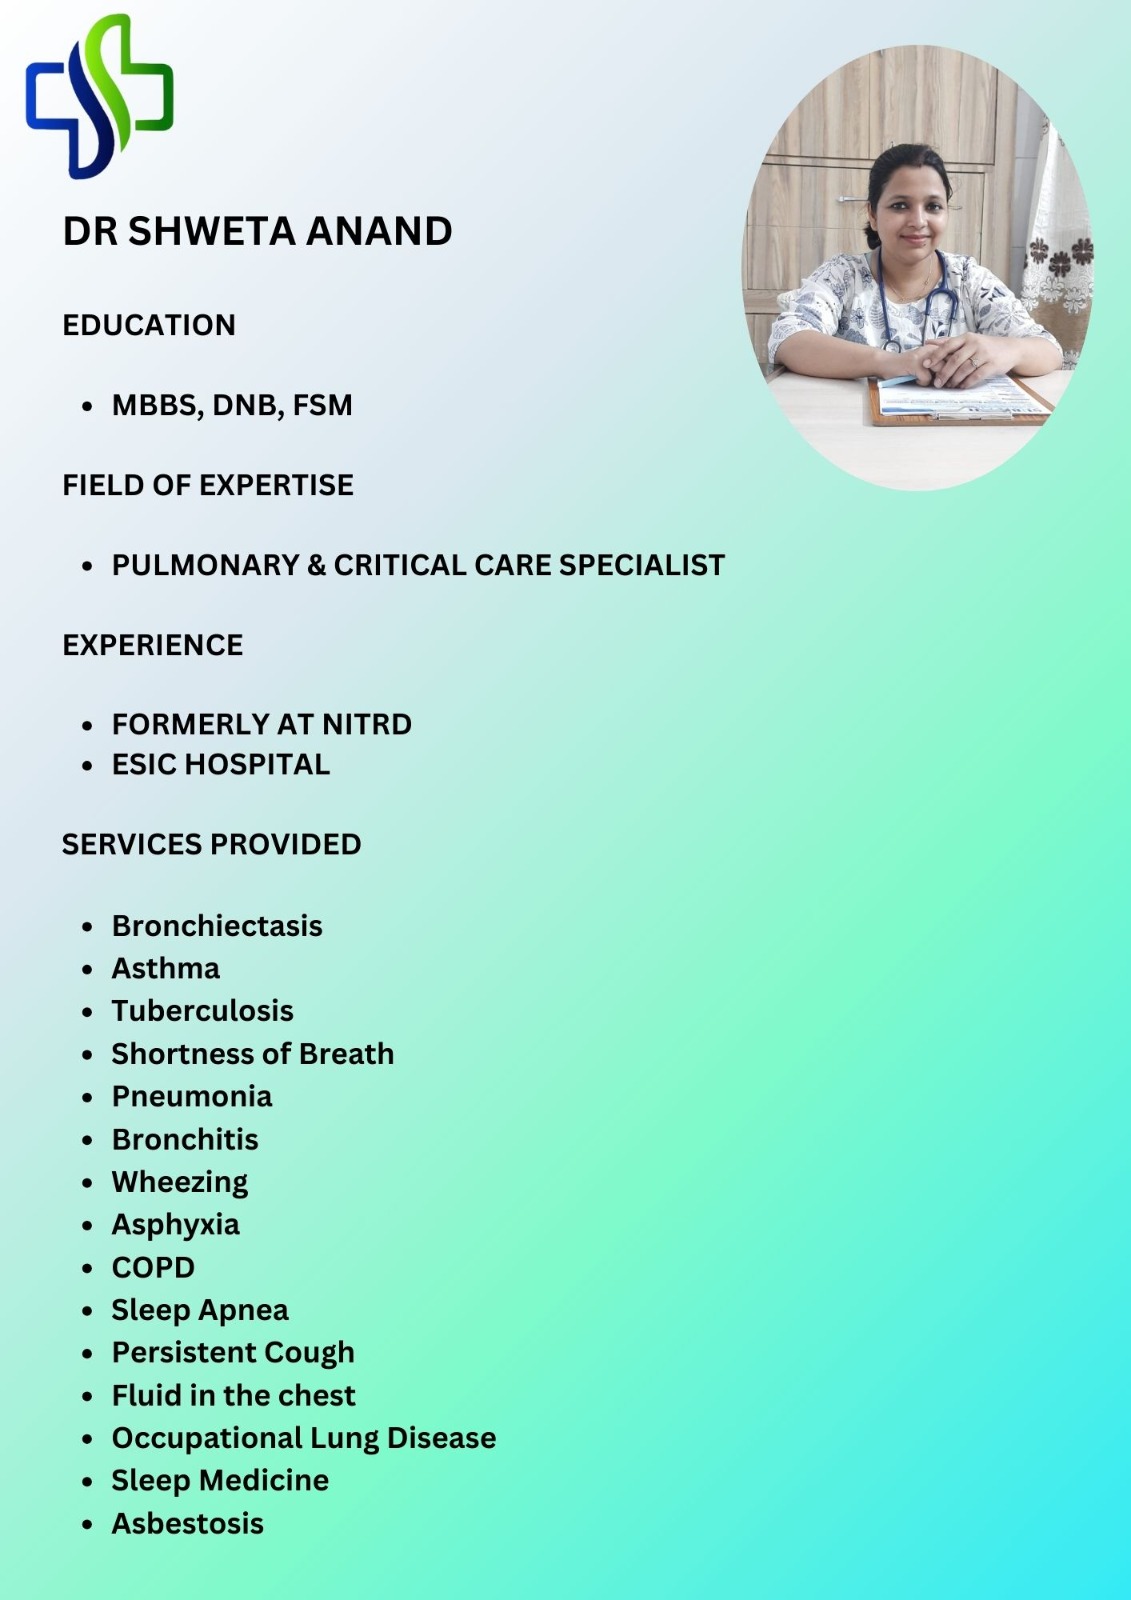 DR SHWETA ANAND
EDUCATION
MBBS, DNB, FSM
FIELD OF EXPERTISE
PULMONARY & CRITICAL CARE SPECIALIST
EXPERIENCE
FORMERLY AT NITRD
ESIC HOSPITAL
SERVICES PROVIDED
Bronchiectasis
Asthma
Tuberculosis
Shortness of Breath
Pneumonia
Bronchitis
Wheezing
Asphyxia
COPD
Sleep Apnea
Persistent Cough
Fluid in the chest
Occupational Lung Disease
Sleep Medicine
Asbestosis